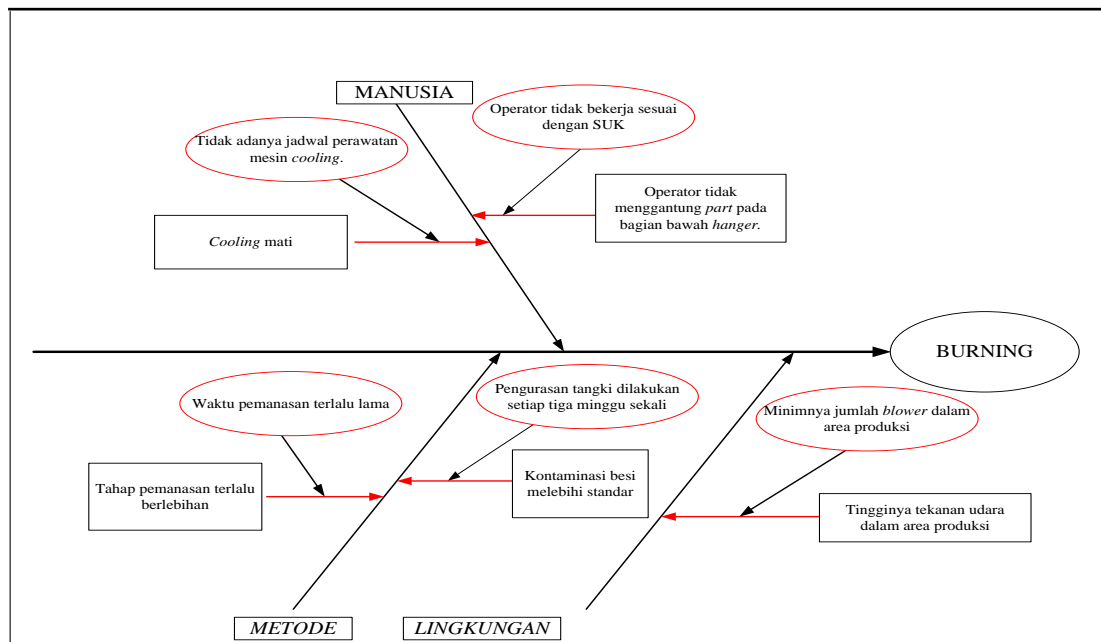 MANUSIA
Operator tidak bekerja sesuai
dengan SUK
Tidak adanya jadwal perawatan
mesin cooling.
Operator tidak
menggantung part pada
bagian bawah hanger.
Cooling mati
BURNING
Waktu pemanasan terlalu lama
Pengurasan tangki dilakukan
setiap tiga minggu sekali
Minimnya jumlah blower dalam
area produksi
Tahap pemanasan terlalu
berlebihan
Kontaminasi besi
melebihi standar
Tingginya tekanan udara
dalam area produksi
METODE
LINGKUNGAN